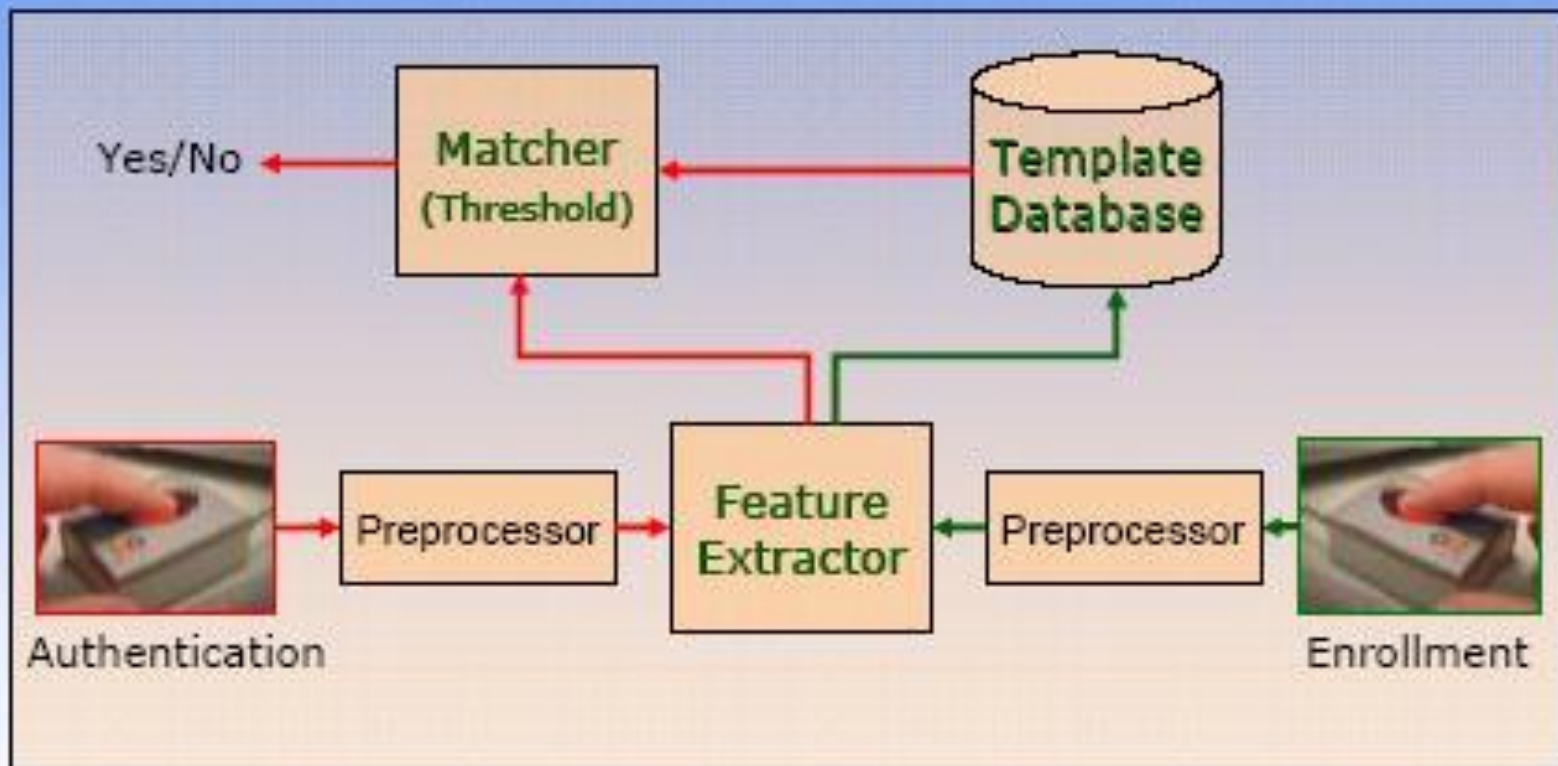 Matcher
(Threshold)
Yes/No
Template
Database
Feature
Extractor
Preprocessor
Preprocessor
Authentication
Enrollment